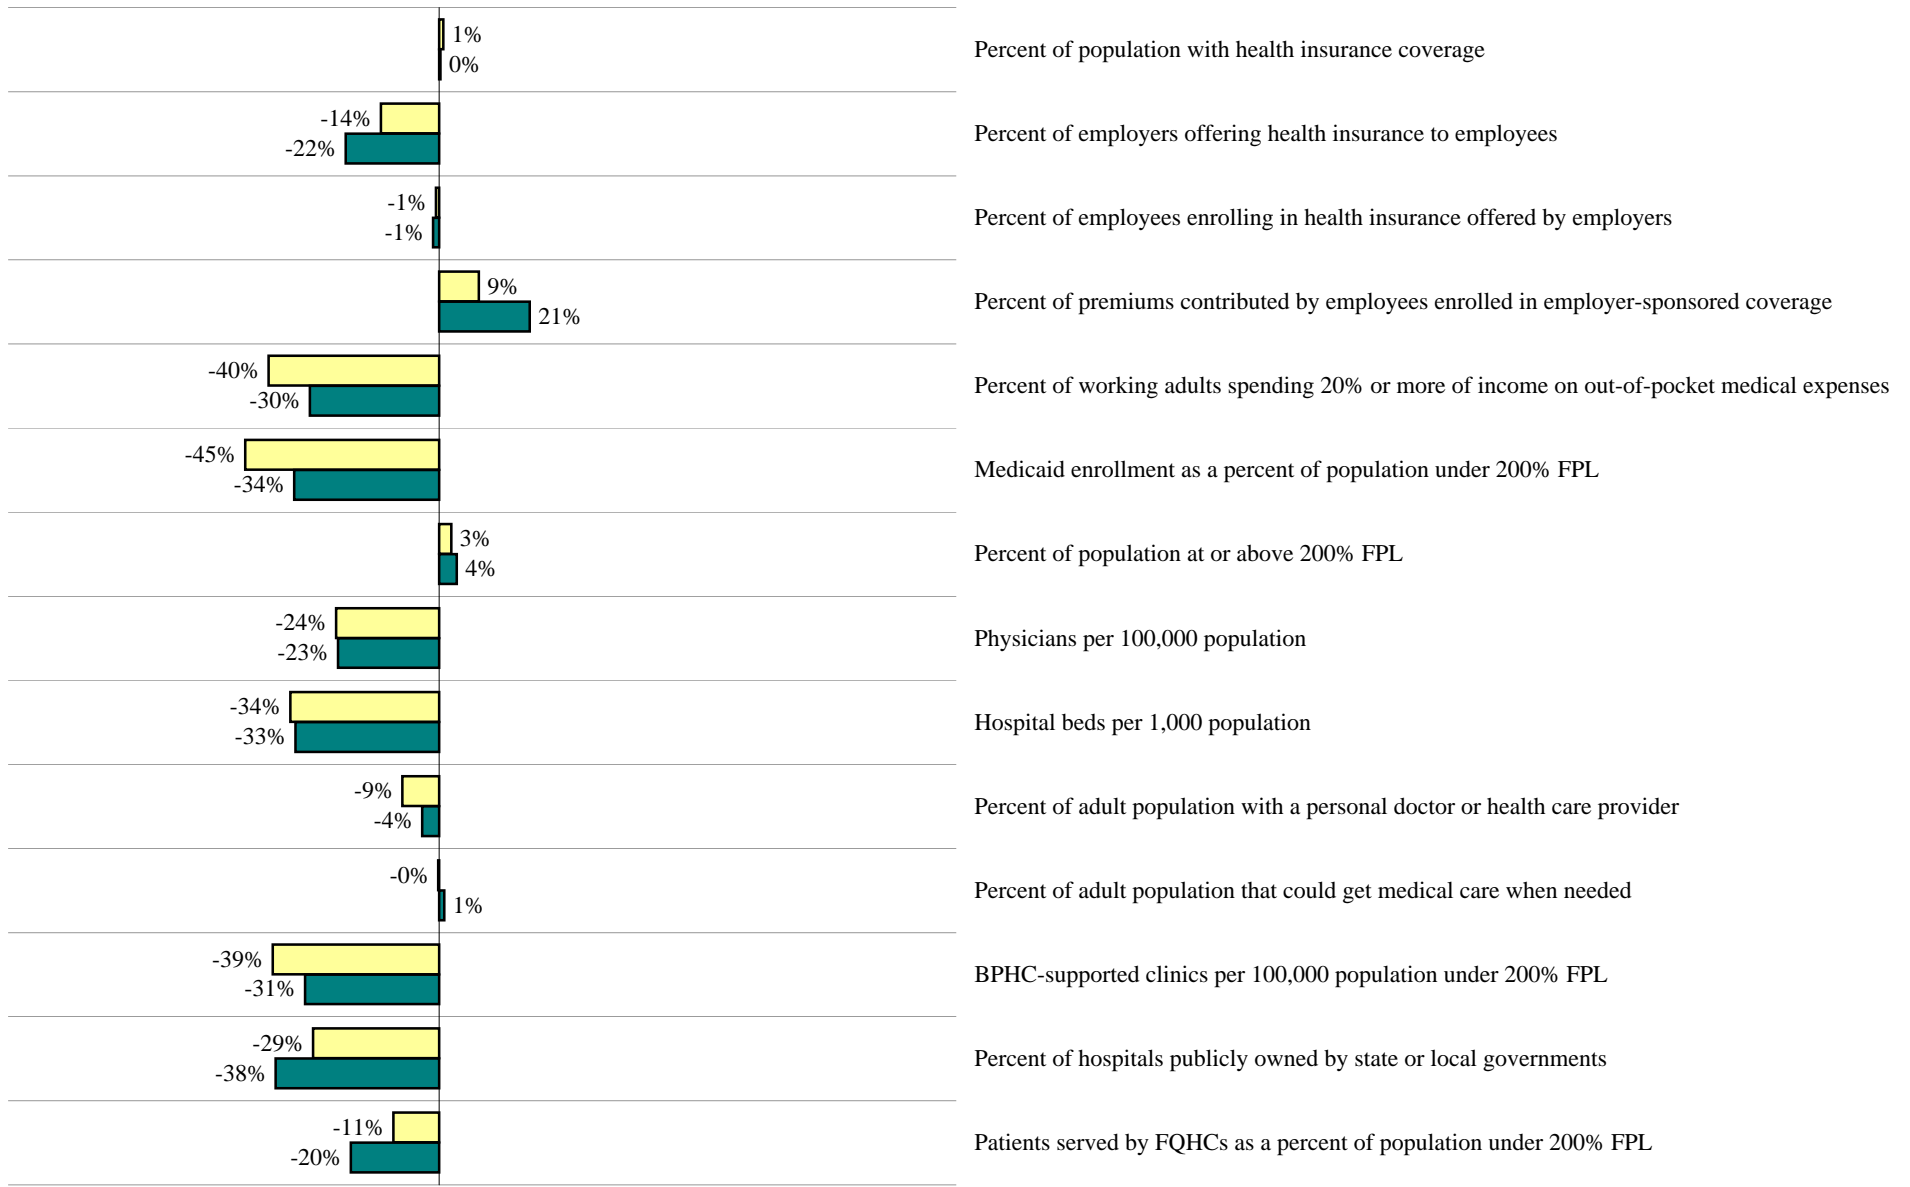 1%
0%
Percent of population with health insurance coverage
-14%
-22%
Percent of employers offering health insurance to employees
-1%
-1%
Percent of employees enrolling in health insurance offered by employers
9%
21%
Percent of premiums contributed by employees enrolled in employer-sponsored coverage
-40%
-30%
Percent of working adults spending 20% or more of income on out-of-pocket medical expenses
-45%
-34%
Medicaid enrollment as a percent of population under 200% FPL
3%
4%
Percent of population at or above 200% FPL
-24%
-23%
Physicians per 100,000 population
-34%
-33%
Hospital beds per 1,000 population
-9%
-4%
Percent of adult population with a personal doctor or health care provider
-0%
1%
Percent of adult population that could get medical care when needed
-39%
-31%
BPHC-supported clinics per 100,000 population under 200% FPL
-29%
-38%
Percent of hospitals publicly owned by state or local governments
-11%
-20%
Patients served by FQHCs as a percent of population under 200% FPL